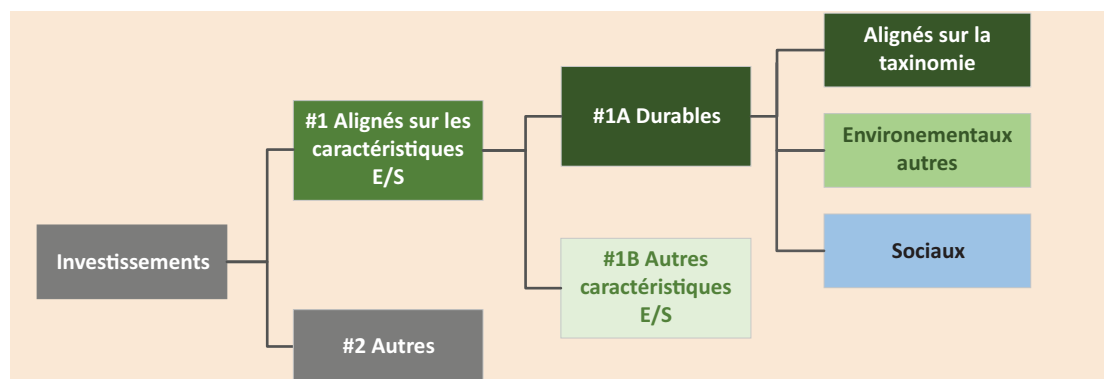 Investissements
#1 Alignés sur les
caractéristiques
E/S
#2 Autres
#1A Durables
#1B Autres
caractéristiques
E/S
Alignés sur la
taxinomie
Environementaux
autres
Sociaux